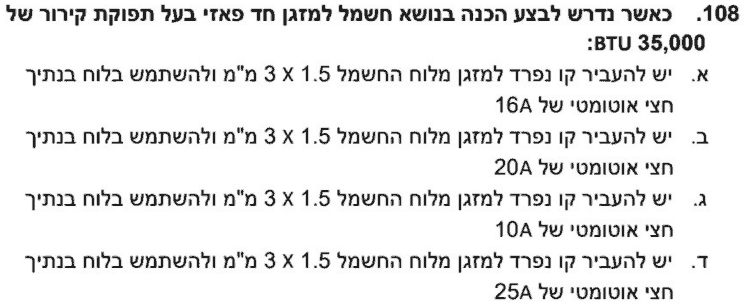 108. כאשר נדרש לבצע הכנה בנושא חשמל למזגן חד פאזי בעל תפוקת קירור של
35,000 BTU:
א. יש להעביר קו נפרד למזגן מלוח החשמל 1.5 X 3 מ"מ ולהשתמש בלוח בנתיך
חצי אוטומטי של 16A
ב. יש להעביר קו נפרד למזגן מלוח החשמל 1.5 X 3 מ"מ ולהשתמש בלוח בנתיך
חצי אוטומטי של 20A
ג. יש להעביר קו נפרד למזגן מלוח החשמל 1.5 X 3 מ"מ ולהשתמש בלוח בנתיך
חצי אוטומטי של 10A
ד. יש להעביר קו נפרד למזגן מלוח החשמל 1.5 X 3 מ"מ ולהשתמש בלוח בנתיך
חצי אוטומטי של 25A